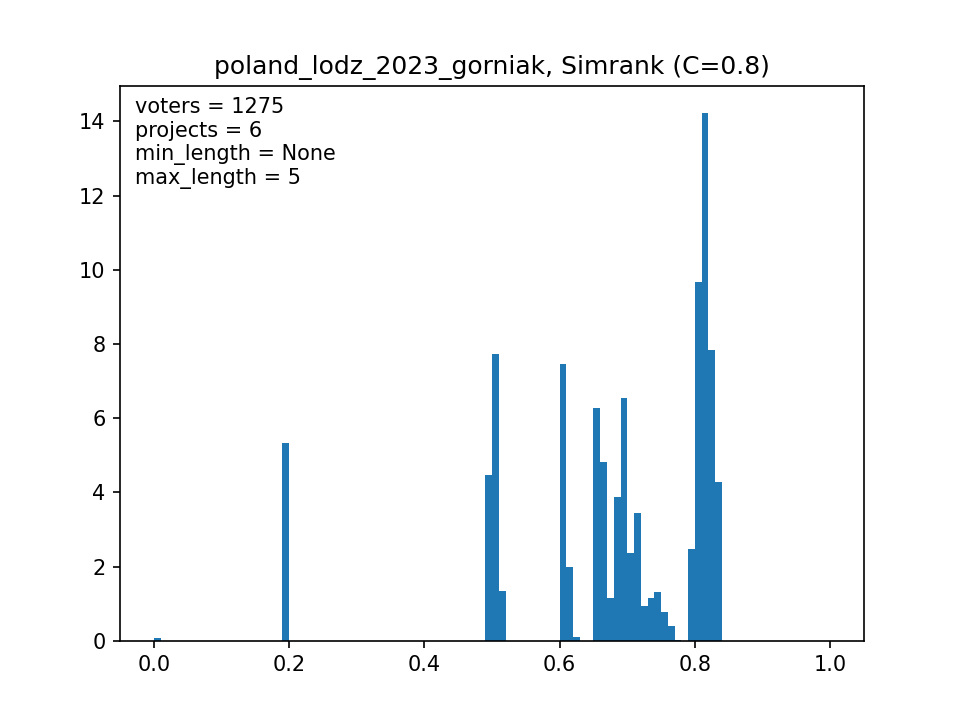 poland_lodz_2023_gorniak, Simrank (C=0.8)
voters = 1275
projects = 6
min_length = None
max_length = 5
14
12
10
8
6
4
2
0
0.0 0.2 0.4 0.6 0.8 1.0